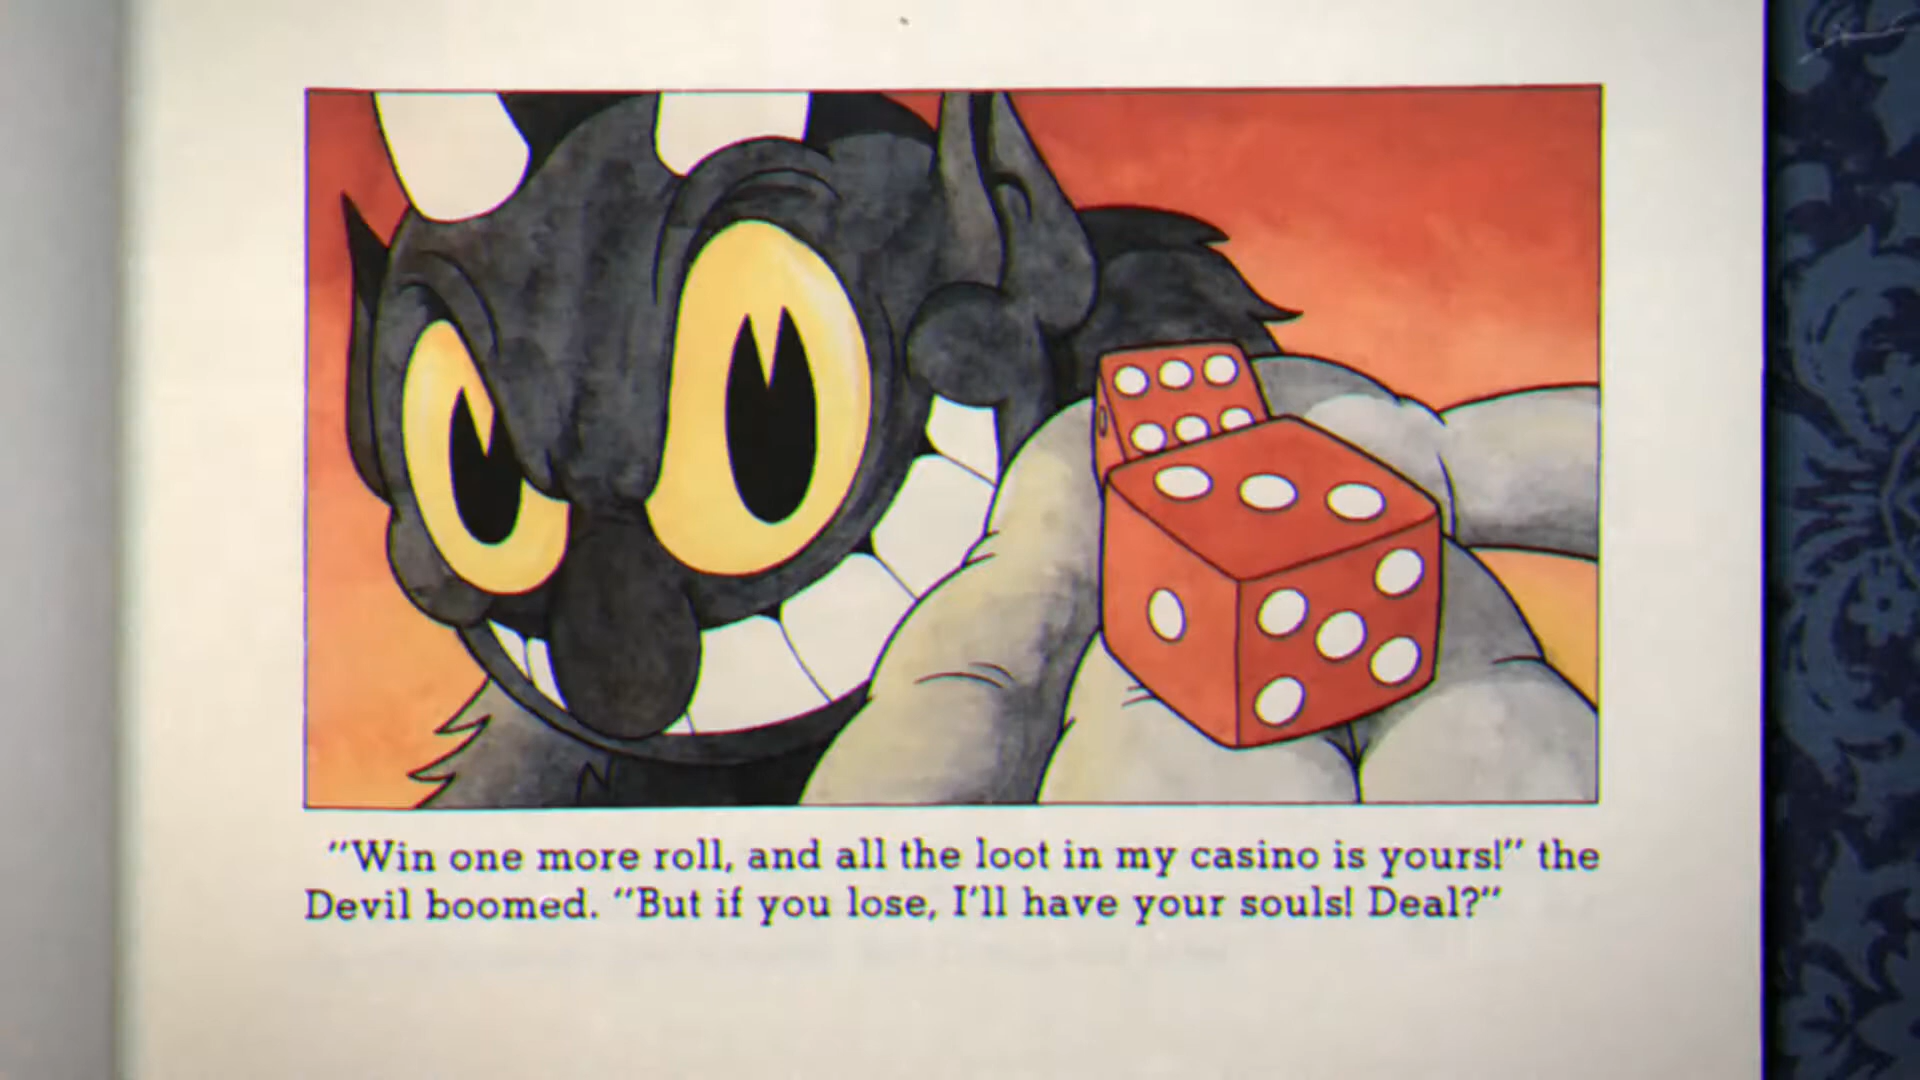 “Win one more roll, and all the loot in my casino is yours!” the
Devil boomed. “But if you lose, I’ll have your souls! Deal?”